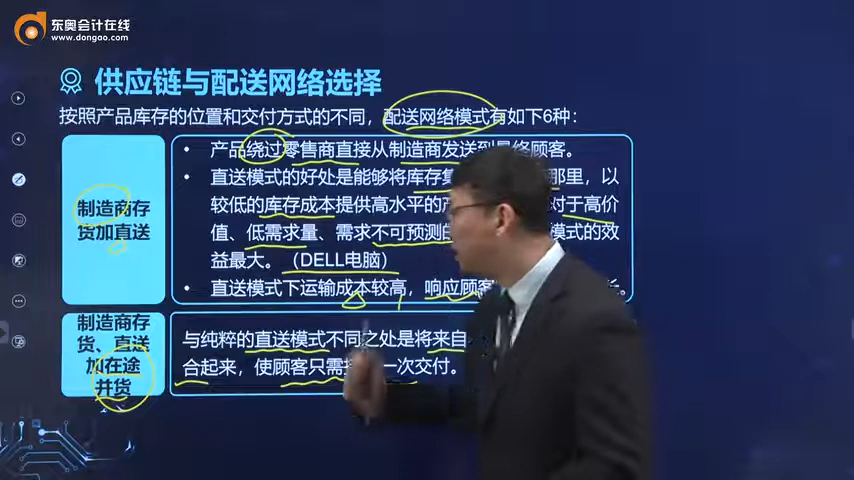 东奥会计在线
www.dongao.com
供应链与配送网络选择
按照产品库存的位置和交付方式的不同，配送网络模式有如下6种：
制造商存
货加直送
• 产品绕过零售商直接从制造商发送到最终顾客。
• 直送模式的好处是能够将库存集 那里，以
较低的库存成本提供高水平的产 对于高价
值、低需求量、需求不可预测的 模式的效
益最大。（DELL电脑）
• 直送模式下运输成本较高，响应顾客 。
制造商存
货、直送
加在途
并货
与纯粹的直送模式不同之处是将来自
合起来，使顾客只需 一次交付。